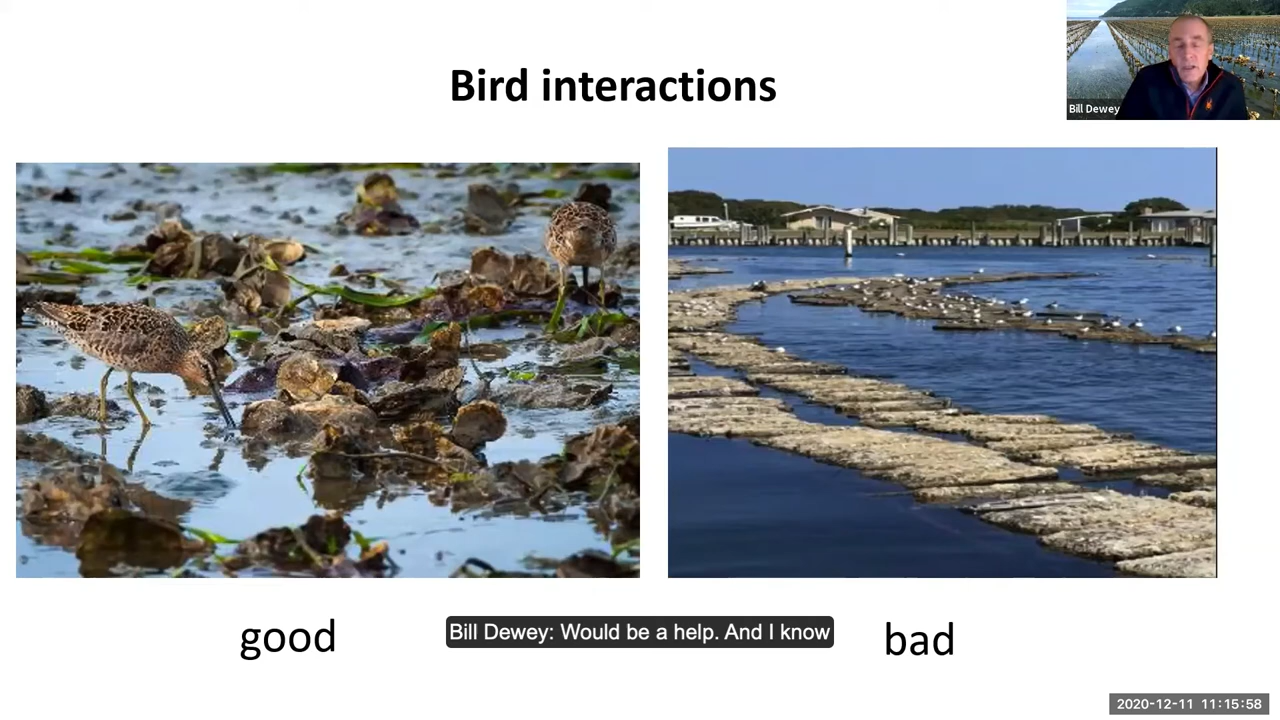 Bird interactions
Bill Dewey
good
Bill Dewey: Would be a help. And I know
bad
2020-12-11 11:15:58